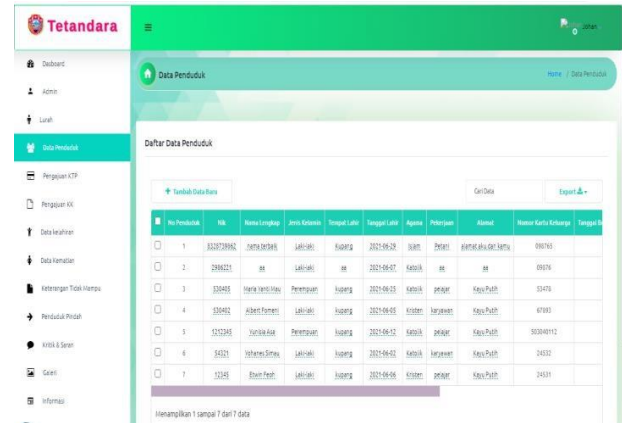 Tetandara
Johan
Dasboard
Data Penduduk
Home / Data Penduduk
Admin
Lurah
Data Penduduk
Daftar Data Penduduk
Pengajuan KTP
+ Tambah Data Baru
Cari Data
Export
Pengajuan KK
No Penduduk Nik Nama Lengkap Jenis Kelamin Tempat Lahir Tanggal Lahir Agama Pekerjaan Alamat Nomor Kartu Keluarga
Data Kelahiran
1 nama terbaik Laki-laki Kupang 2021-06-29 Islam Petani alamat aku dan kamu 098765
Data Kematian
2 2986221 aa Laki-laki aa 2021-06-07 Katolik aa aa 09876
Keterangan Tidak Mampu
3 530403 Maria Yanti Mau Perempuan kupang 2021-06-25 Katolik pelajar Kayu Putih 53478
Penduduk Pindah
4 530402 Albert Fomeni Laki-laki kupang 2021-06-05 Kristen karyawan Kayu Putih 67893
5 1212345 Yunisia Asa Perempuan kupang 2021-06-12 Katolik pelajar Kayu Putih 503040112
Kritik & Saran
6 54321 Yohanes Simau Laki-laki kupang 2021-06-02 Katolik karyawan Kayu Putih 24532
Galeri
7 12345 Edwin Peoh Laki-laki kupang 2021-06-06 Kristen pelajar Kayu Putih 24531
Informasi
Menampilkan 1 sampai 7 dari 7 data